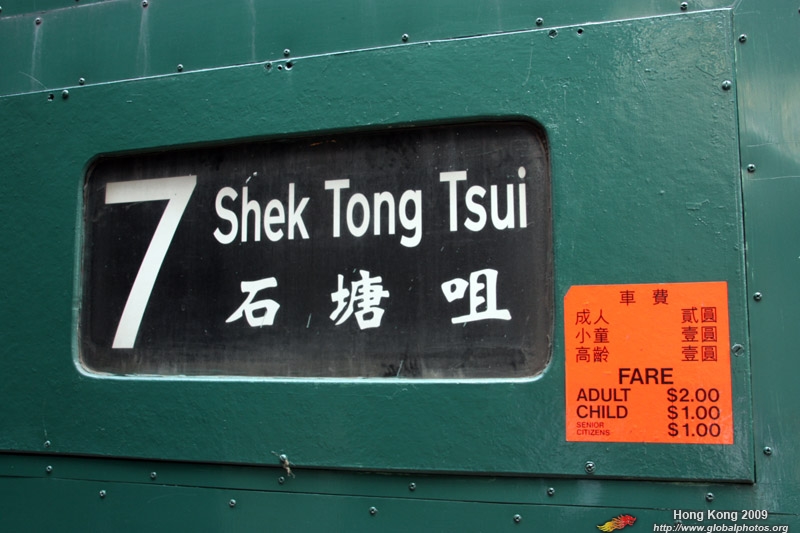 7
Shek Tong Tsui
石塘咀
車費
成人 貳圓
小童 壹圓
高齡 壹圓
FARE
ADULT $2.00
CHILD $1.00
SENIOR
CITIZENS $1.00
Hong Kong 2009
http://www.globalphotos.org